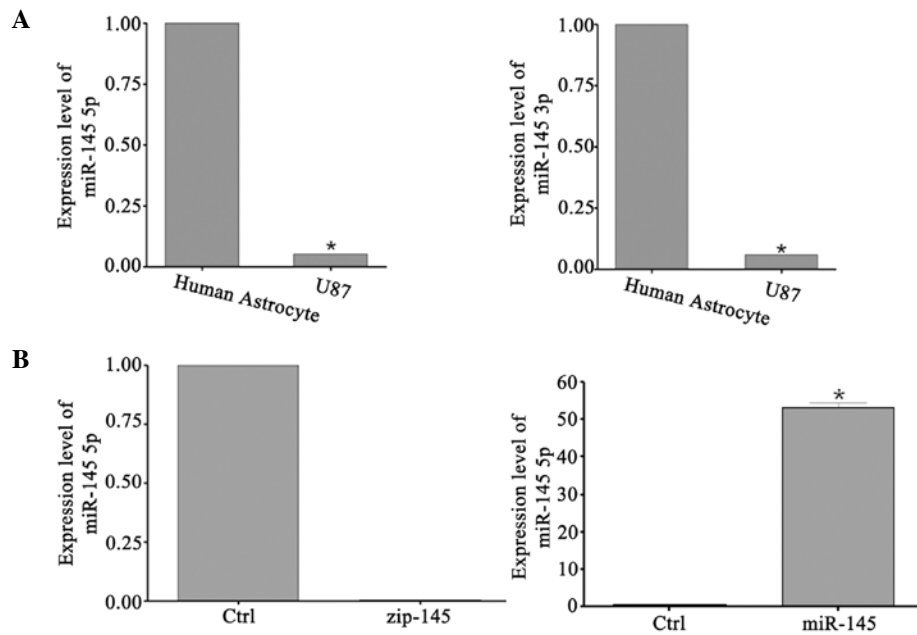 A
Expression level of
miR-145 5p
1.00
0.75
0.50
0.25
0.00
Human Astrocyte
*
U87
Expression level of
miR-145 3p
1.00
0.75
0.50
0.25
0.00
Human Astrocyte
*
U87
B
Expression level of
miR-145 5p
1.00
0.75
0.50
0.25
0.00
Ctrl
zip-145
Expression level of
miR-145 5p
60
50
40
30
20
10
0
*
Ctrl
miR-145